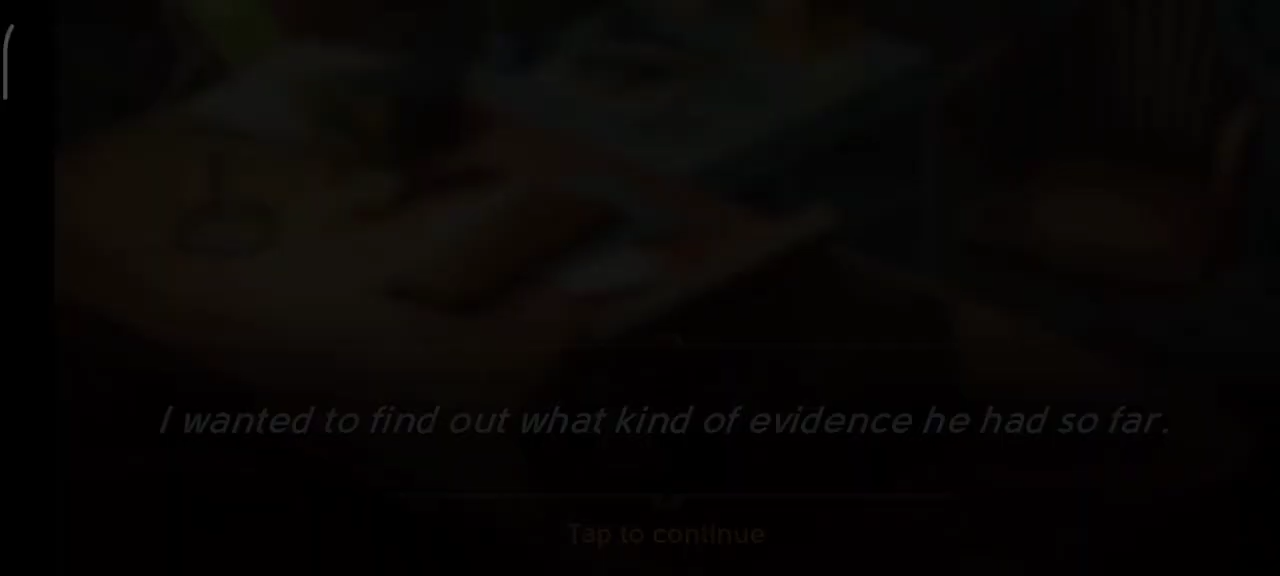 I wanted to find out what kind of evidence he had so far.
Tap to continue